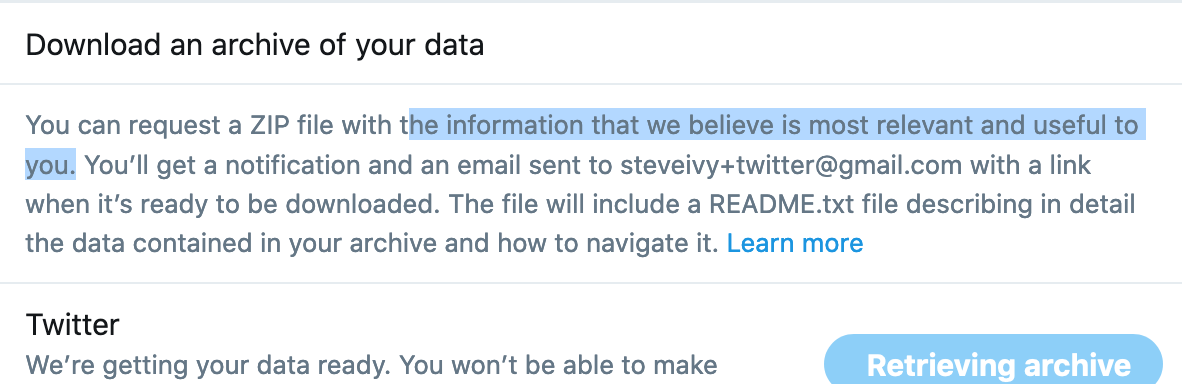 Download an archive of your data
You can request a ZIP file with the information that we believe is most relevant and useful to
you. You’ll get a notification and an email sent to steveivy+twitter@gmail.com with a link
when it’s ready to be downloaded. The file will include a README.txt file describing in detail
the data contained in your archive and how to navigate it. Learn more
Twitter
We’re getting your data ready. You won’t be able to make
Retrieving archive